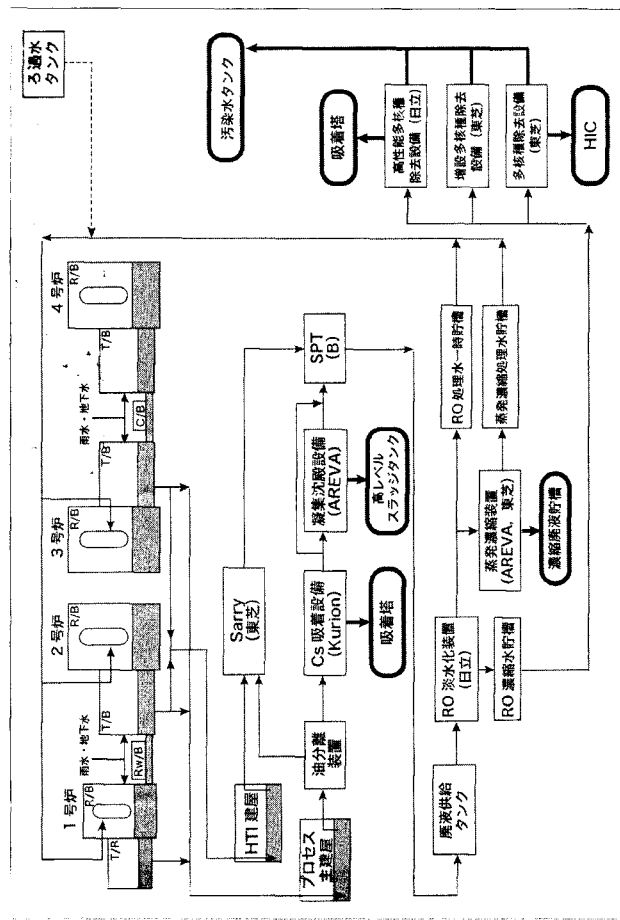 1号炉
2号炉
3号炉
4号炉
ろ過水
タンク
R/B
R/B
R/B
R/B
T/B
T/B
T/B
T/B
雨水・地下水
雨水・地下水
Rw/B
C/B
HTI 建屋
プロセス
主建屋
Sarry
(東芝)
油分離
装置
Cs 吸着設備
(Kurion)
吸着塔
凝集沈殿設備
(AREVA)
高レベル
スラッジタンク
SPT
(B)
廃液供給
タンク
RO 淡水化装置
(日立)
RO 濃縮水貯槽
蒸発濃縮装置
(AREVA, 東芝)
濃縮廃液貯槽
RO 処理水一時貯槽
蒸発濃縮処理水貯槽
汚染水タンク
吸着塔
高性能多核種
除去設備(日立)
増設多核種除去
設備(東芝)
多核種除去設備
(東芝)
HIC